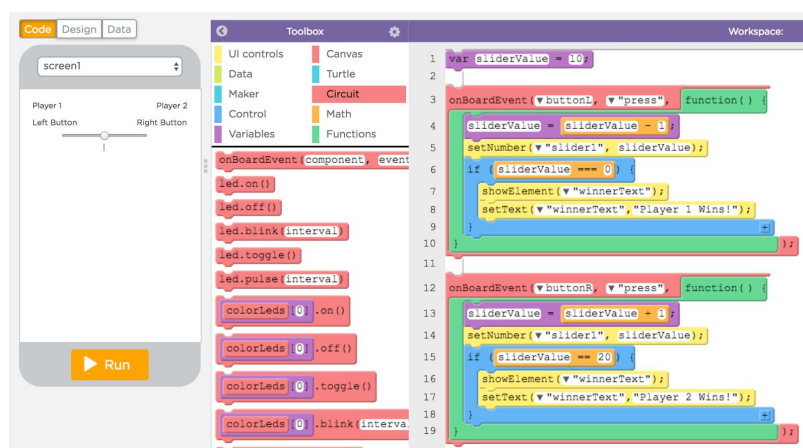 Code Design Data
screen1
Player 1 Player 2
Left Button Right Button
Run
Toolbox
UI controls Canvas
Data Turtle
Maker Circuit
Control Math
Variables Functions
onBoardEvent(component, event
led.on()
led.off()
led.blink(interval)
led.toggle()
led.pulse(interval)
colorLeds[0].on()
colorLeds[0].off()
colorLeds[0].toggle()
colorLeds[0].blink(interva
Workspace:
1 var sliderValue = 10;
2
3 onBoardEvent(▼buttonL, ▼"press", function() {
4 sliderValue = sliderValue - 1;
5 setNumber(▼"slider1", sliderValue);
6 if (sliderValue === 0) {
7 showElement(▼"winnerText");
8 setText(▼"winnerText","Player 1 Wins!");
9 } +
10 } );
11
12 onBoardEvent(▼buttonR, ▼"press", function() {
13 sliderValue = sliderValue + 1;
14 setNumber(▼"slider1", sliderValue);
15 if (sliderValue == 20) {
16 showElement(▼"winnerText");
17 setText(▼"winnerText","Player 2 Wins!");
18 } +
19 } );